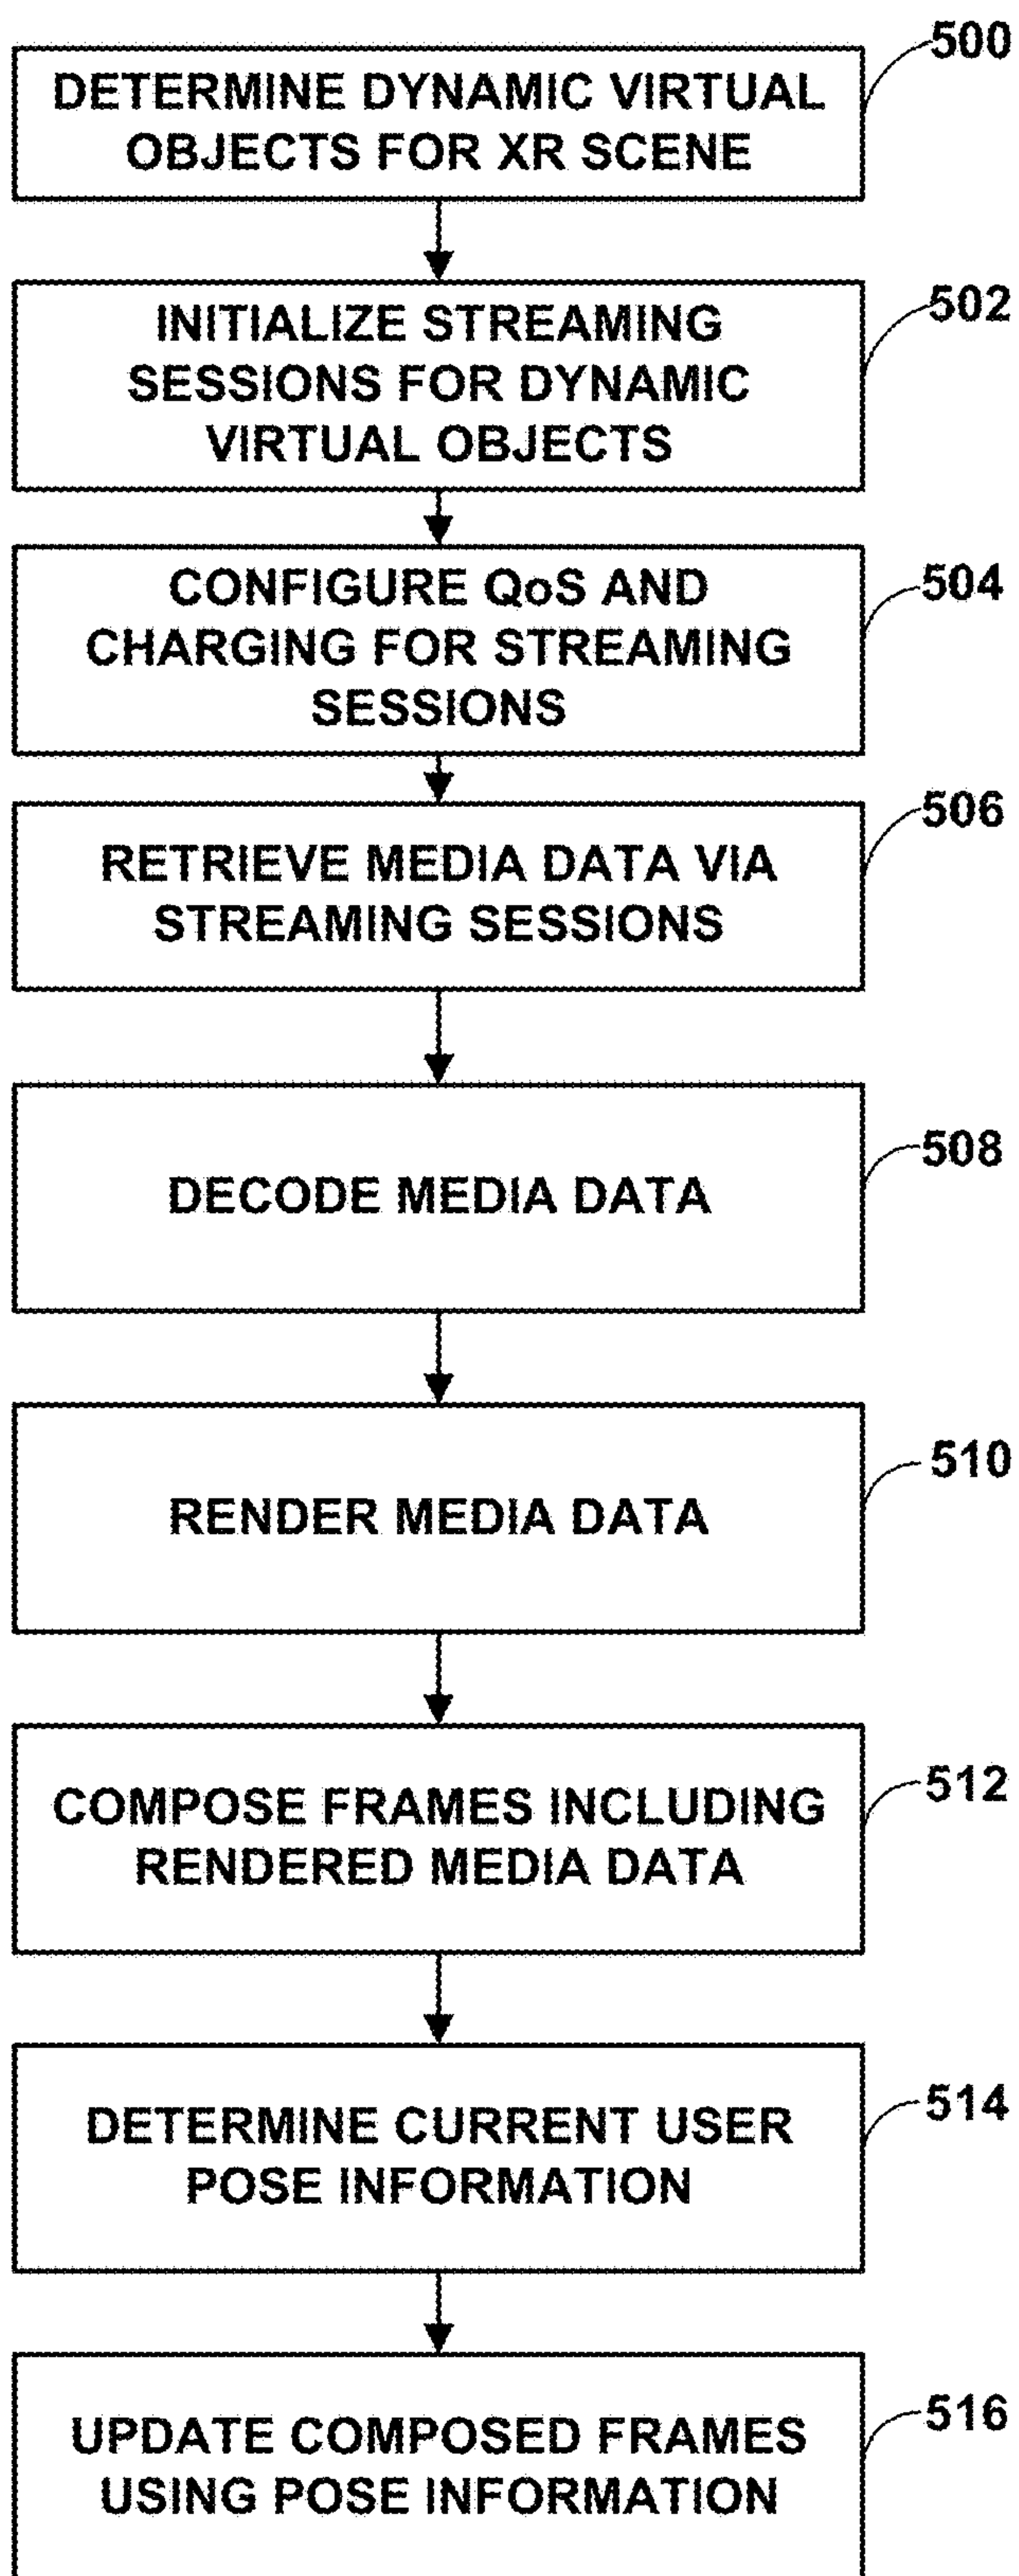 500
DETERMINE DYNAMIC VIRTUAL
OBJECTS FOR XR SCENE
502
INITIALIZE STREAMING
SESSIONS FOR DYNAMIC
VIRTUAL OBJECTS
504
CONFIGURE QoS AND
CHARGING FOR STREAMING
SESSIONS
506
RETRIEVE MEDIA DATA VIA
STREAMING SESSIONS
508
DECODE MEDIA DATA
510
RENDER MEDIA DATA
512
COMPOSE FRAMES INCLUDING
RENDERED MEDIA DATA
514
DETERMINE CURRENT USER
POSE INFORMATION
516
UPDATE COMPOSED FRAMES
USING POSE INFORMATION